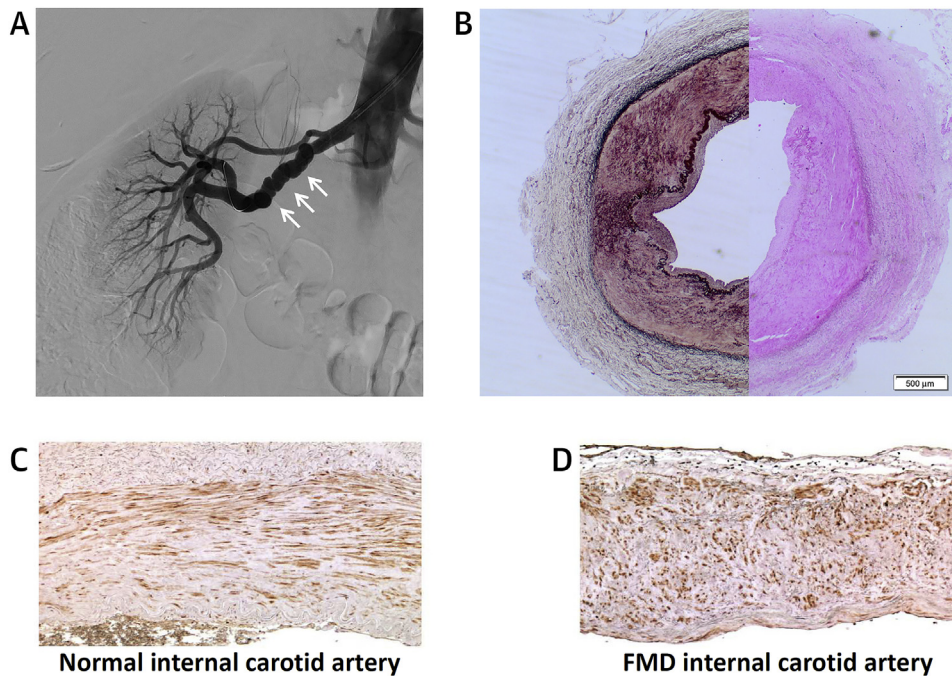 A
B
500 µm
C
D
Normal internal carotid artery
FMD internal carotid artery